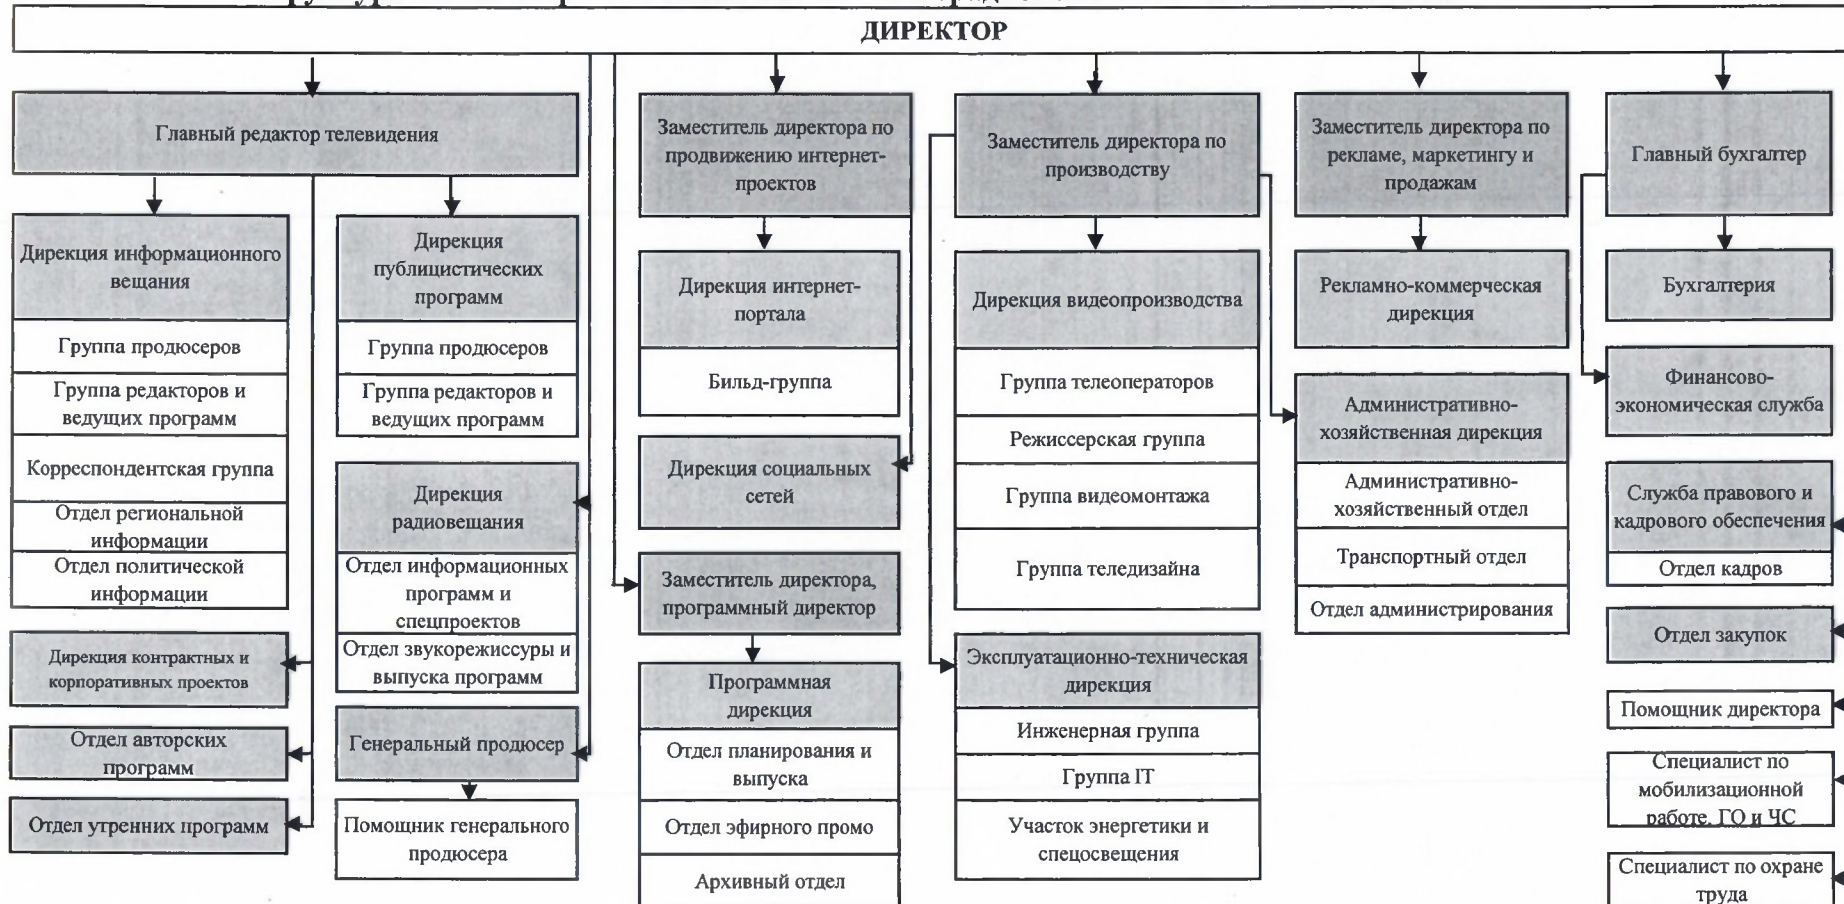 ДИРЕКТОР
Главный редактор телевидения
Дирекция информационного
вещания
Группа продюсеров
Группа редакторов и
ведущих программ
Корреспондентская группа
Отдел региональной
информации
Отдел политической
информации
Дирекция контрактных и
корпоративных проектов
Отдел авторских
программ
Отдел утренних программ
Дирекция
публицистических
программ
Группа продюсеров
Группа редакторов и
ведущих программ
Дирекция
радиовещания
Отдел информационных
программ и
спецпроектов
Отдел звукорежиссуры и
выпуска программ
Генеральный продюсер
Помощник генерального
продюсера
Заместитель директора по
продвижению интернет-
проектов
Дирекция интернет-
портала
Бильд-группа
Дирекция социальных
сетей
Заместитель директора,
программный директор
Программная
дирекция
Отдел планирования и
выпуска
Отдел эфирного промо
Архивный отдел
Заместитель директора по
производству
Дирекция видеопроизводства
Группа телеоператоров
Режиссерская группа
Группа видеомонтажа
Группа теледизайна
Эксплуатационно-техническая
дирекция
Инженерная группа
Группа IT
Участок энергетики и
спецосвещения
Заместитель директора по
рекламе, маркетингу и
продажам
Рекламно-коммерческая
дирекция
Административно-
хозяйственная дирекция
Административно-
хозяйственный отдел
Транспортный отдел
Отдел администрирования
Главный бухгалтер
Бухгалтерия
Финансово-
экономическая служба
Служба правового и
кадрового обеспечения
Отдел кадров
Отдел закупок
Помощник директора
Специалист по
мобилизационной
работе, ГО и ЧС
Специалист по охране
труда